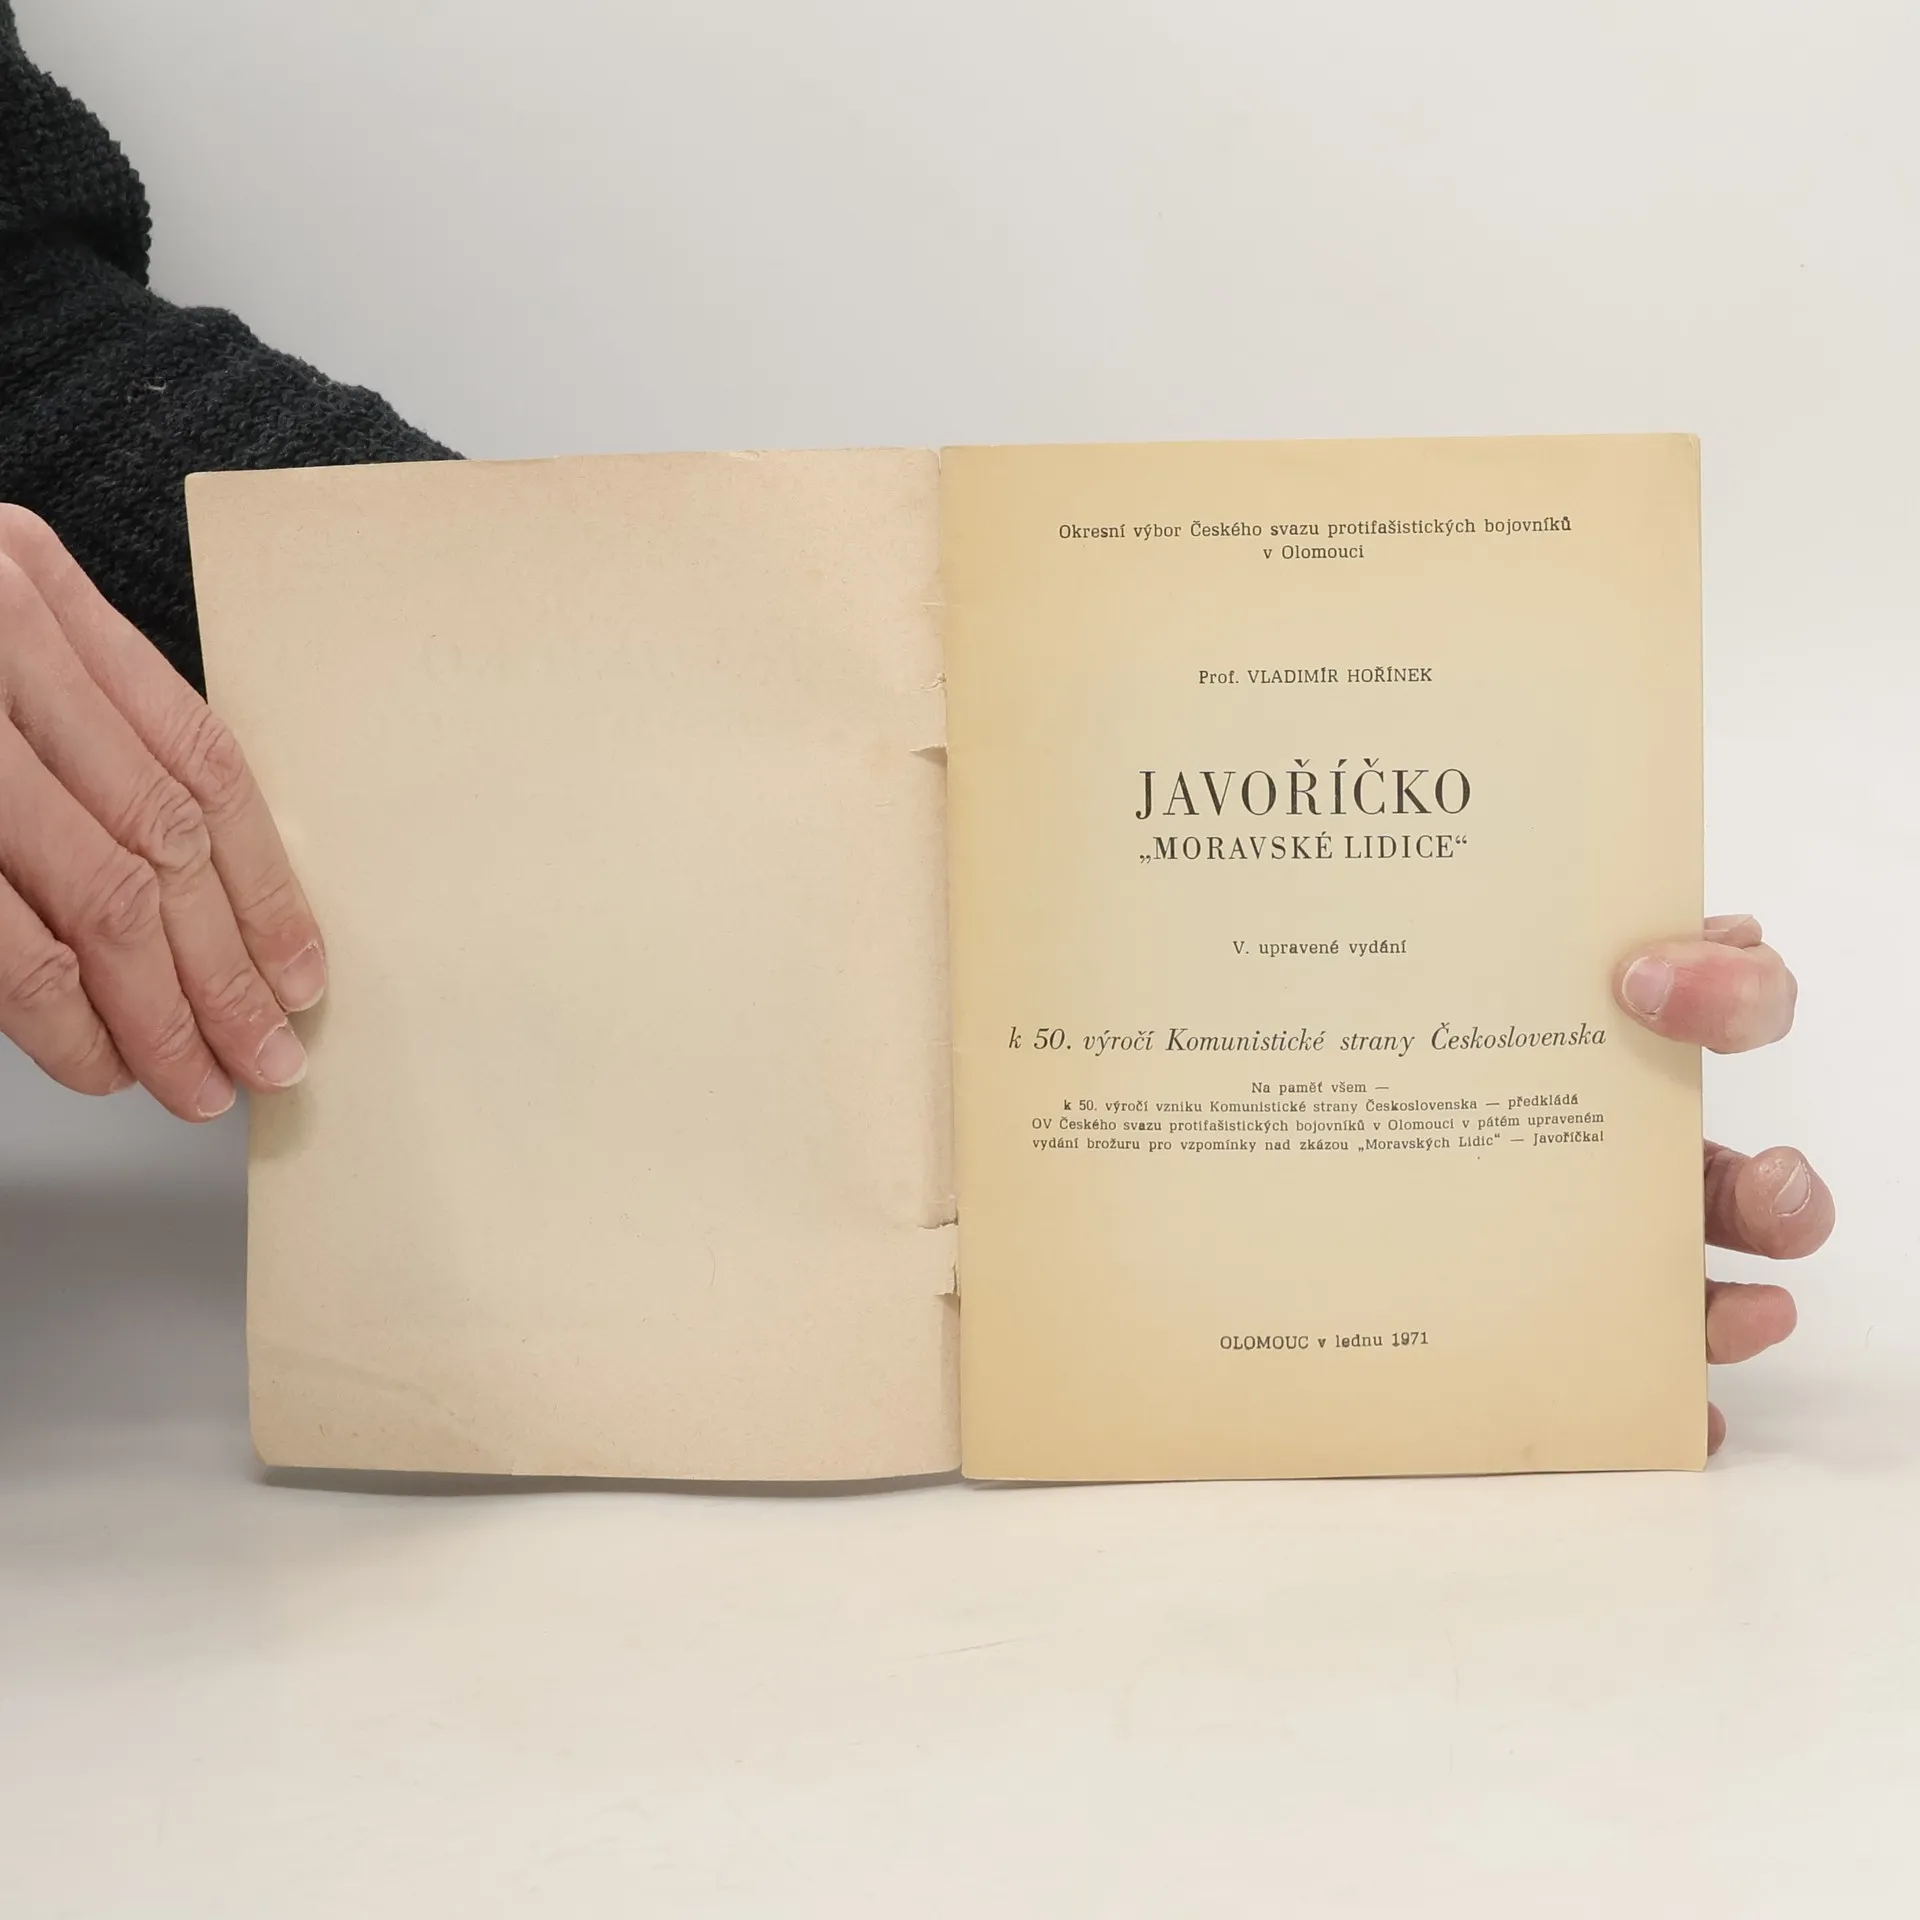 Okresní výbor Českého svazu protifašistických bojovníků
v Olomouci
Prof. VLADIMÍR HOŘÍNEK
JAVOŘÍČKO
„MORAVSKÉ LIDICE“
V. upravené vydání
k 50. výročí Komunistické strany Československa
Na paměť všem —
k 50. výročí vzniku Komunistické strany Československa — předkládá
OV Českého svazu protifašistických bojovníků v Olomouci v pátém upraveném
vydání brožuru pro vzpomínky nad zkázou „Moravských Lidic“ — Javoříčka!
OLOMOUC v lednu 1971